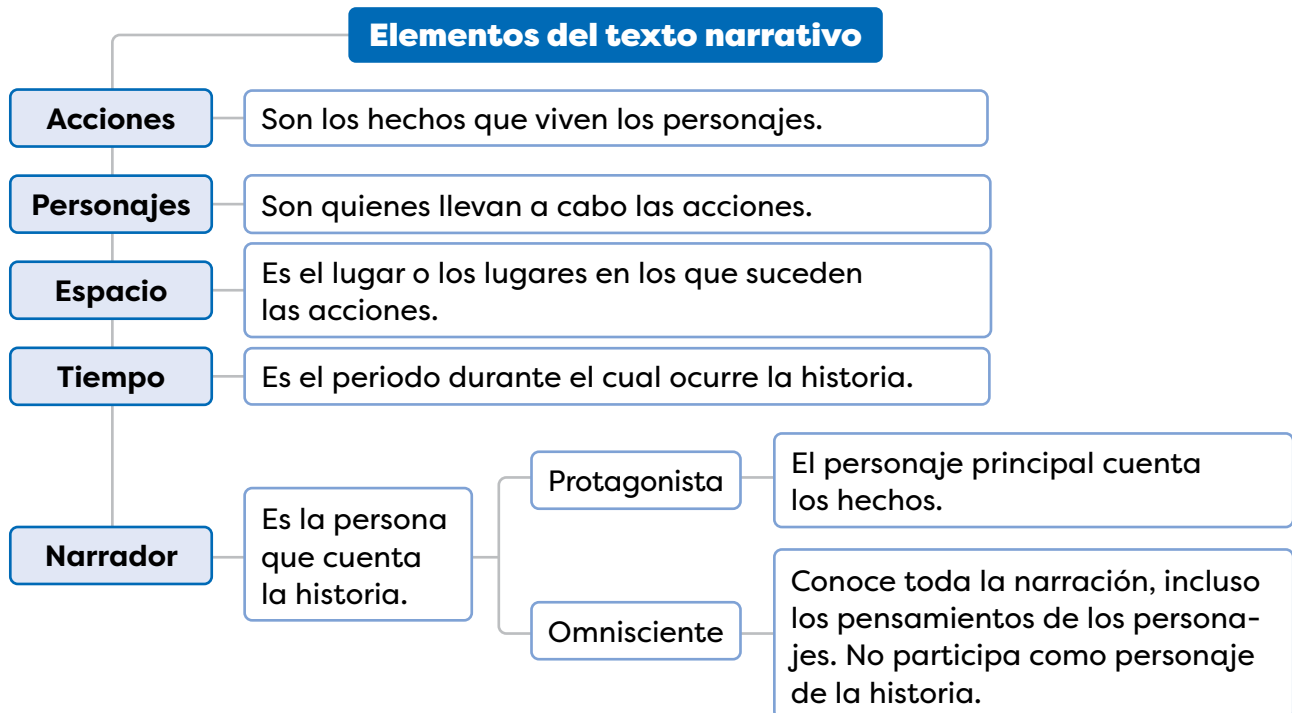 Elementos del texto narrativo
Acciones
Son los hechos que viven los personajes.
Personajes
Son quienes llevan a cabo las acciones.
Espacio
Es el lugar o los lugares en los que suceden
las acciones.
Tiempo
Es el periodo durante el cual ocurre la historia.
Narrador
Es la persona
que cuenta
la historia.
Protagonista
El personaje principal cuenta
los hechos.
Omnisciente
Conoce toda la narración, incluso
los pensamientos de los persona-
jes. No participa como personaje
de la historia.